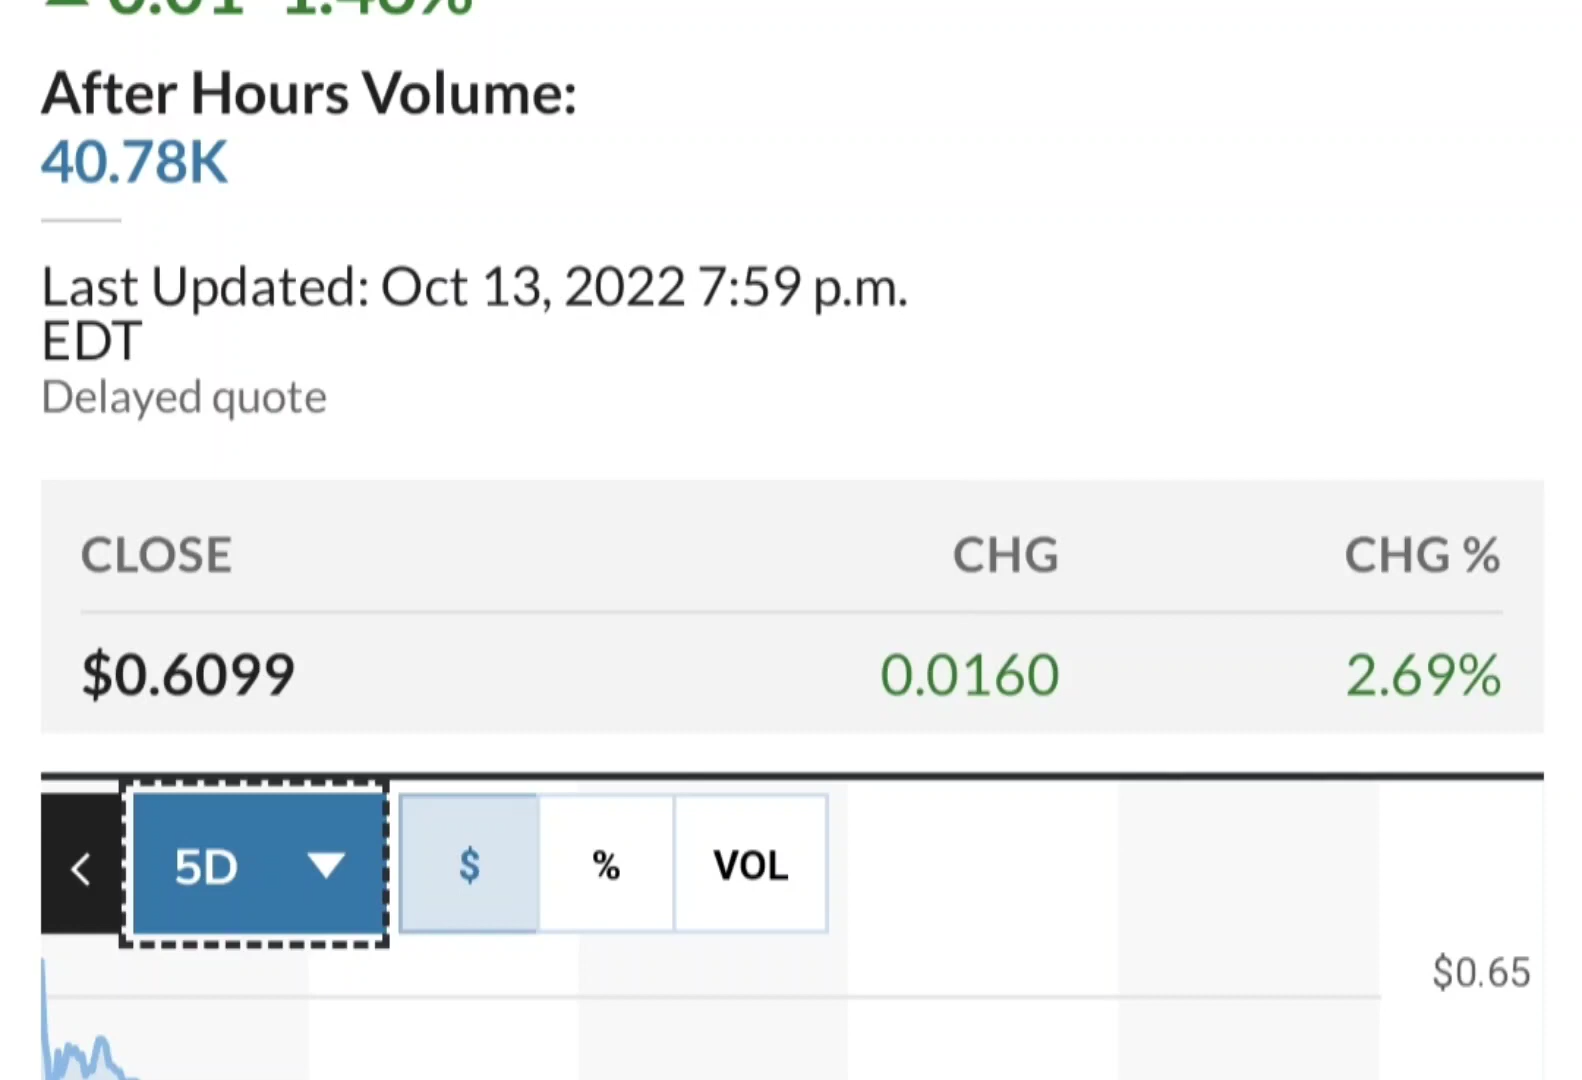 After Hours Volume:
40.78K
Last Updated: Oct 13, 2022 7:59 p.m.
EDT
Delayed quote
CLOSE CHG CHG %
$0.6099 0.0160 2.69%
5D $ % VOL
$0.65